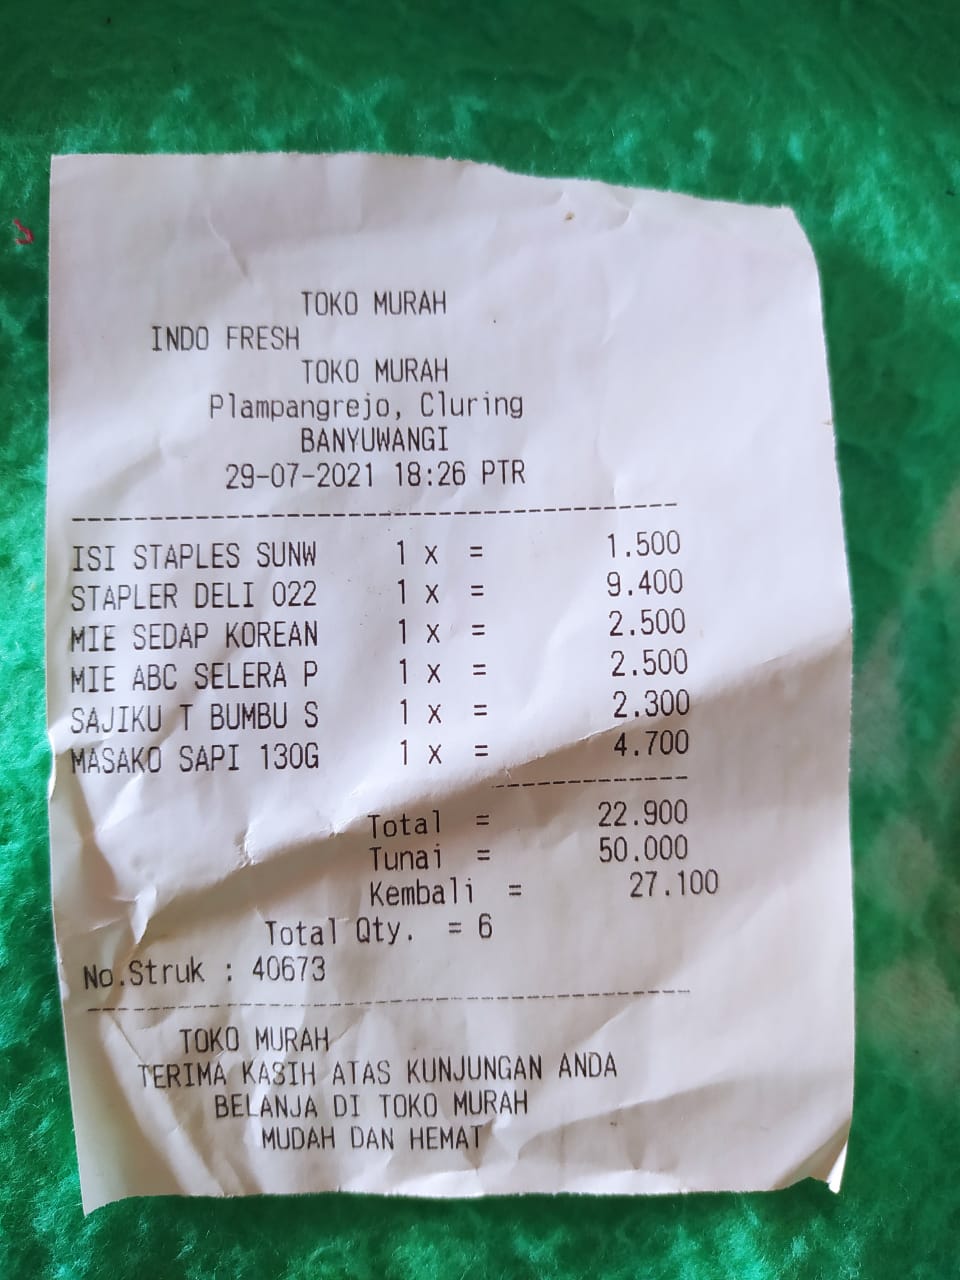 TOKO MURAH
INDO FRESH
TOKO MURAH
Plampangrejo, Cluring
BANYUWANGI
29-07-2021 18:26 PTR
----------------------------------------
ISI STAPLES SUNW 1 x = 1.500
STAPLER DELI 022 1 x = 9.400
MIE SEDAP KOREAN 1 x = 2.500
MIE ABC SELERA P 1 x = 2.500
SAJIKU T BUMBU S 1 x = 2.300
MASAKO SAPI 130G 1 x = 4.700
-------------
Total = 22.900
Tunai = 50.000
Kembali = 27.100
Total Qty. = 6
No.Struk : 40673
----------------------------------------
TOKO MURAH
TERIMA KASIH ATAS KUNJUNGAN ANDA
BELANJA DI TOKO MURAH
MUDAH DAN HEMAT